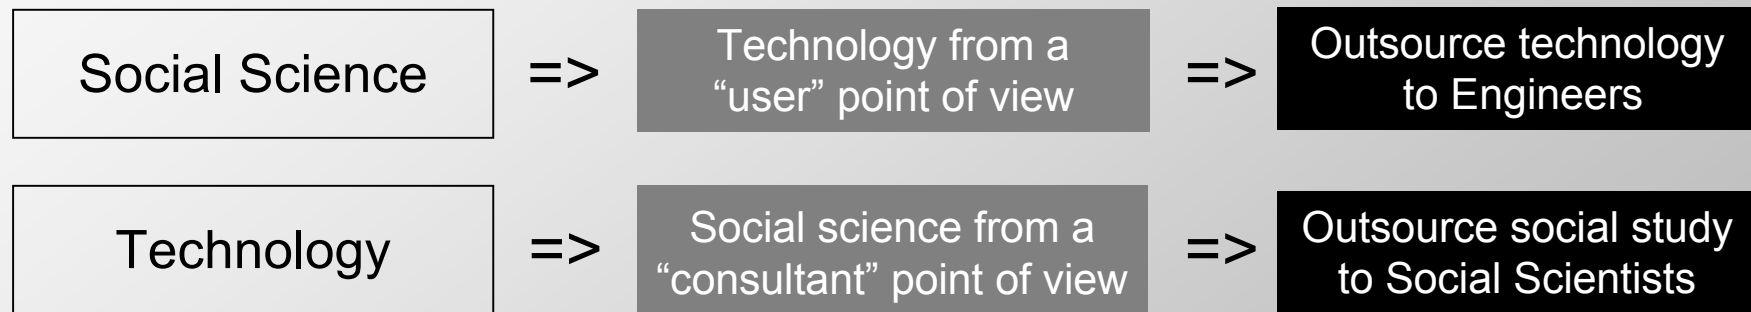 Social Science
=>
Technology from a
“user” point of view
=>
Outsource technology
to Engineers
Technology
=>
Social science from a
“consultant” point of view
=>
Outsource social study
to Social Scientists